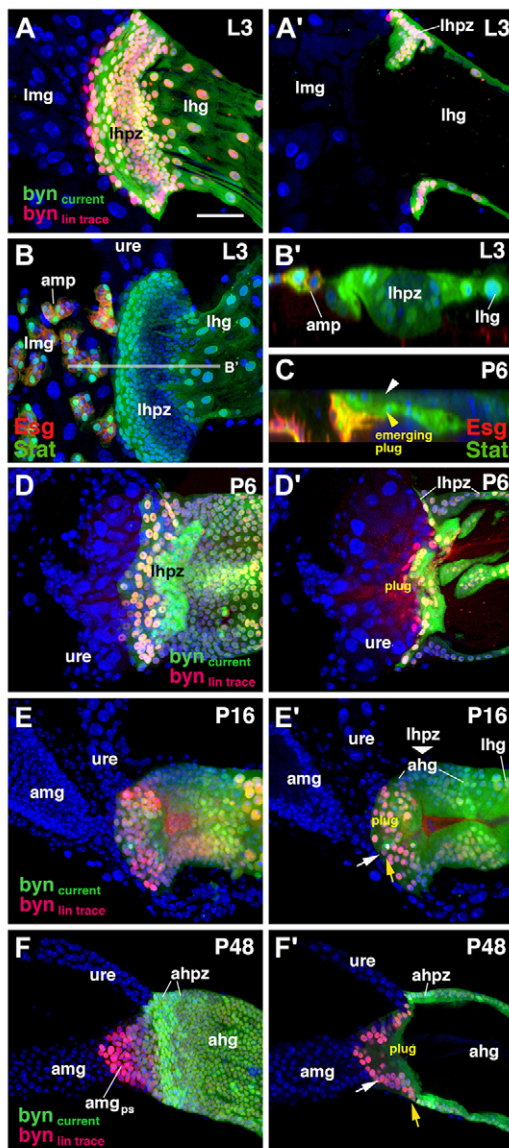 A L3
lmg
lhg
lhpz
byn current
byn lin trace
A' L3
lhpz
lmg
lhg
B ure L3
amp
lmg
lhg
B'
lhpz
Esg
Stat
B' L3
lhpz
amp
lhg
C P6
emerging
plug
Esg
Stat
D P6
lhpz
ure
byn current
byn lin trace
D' lhpz P6
plug
ure
E P16
ure
amg
byn current
byn lin trace
E' P16
lhpz
ure
ahg
lhg
amg
plug
F P48
ure
ahpz
ahg
amg
amg ps
byn current
byn lin trace
F' P48
ure
ahpz
plug
ahg
amg